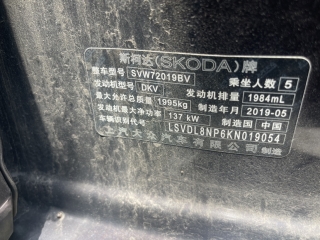 斯柯达(SKODA)牌
整车型号 SVW72019BV 乘坐人数 5
发动机型号 DKV 发动机排量 1984mL
最大允许总质量 1995kg 制造年月 2019-05
发动机最大净功率 137 kW 制造国 中国
车辆识别代号 LSVDL8NP6KN019054
上汽大众汽车有限公司制造